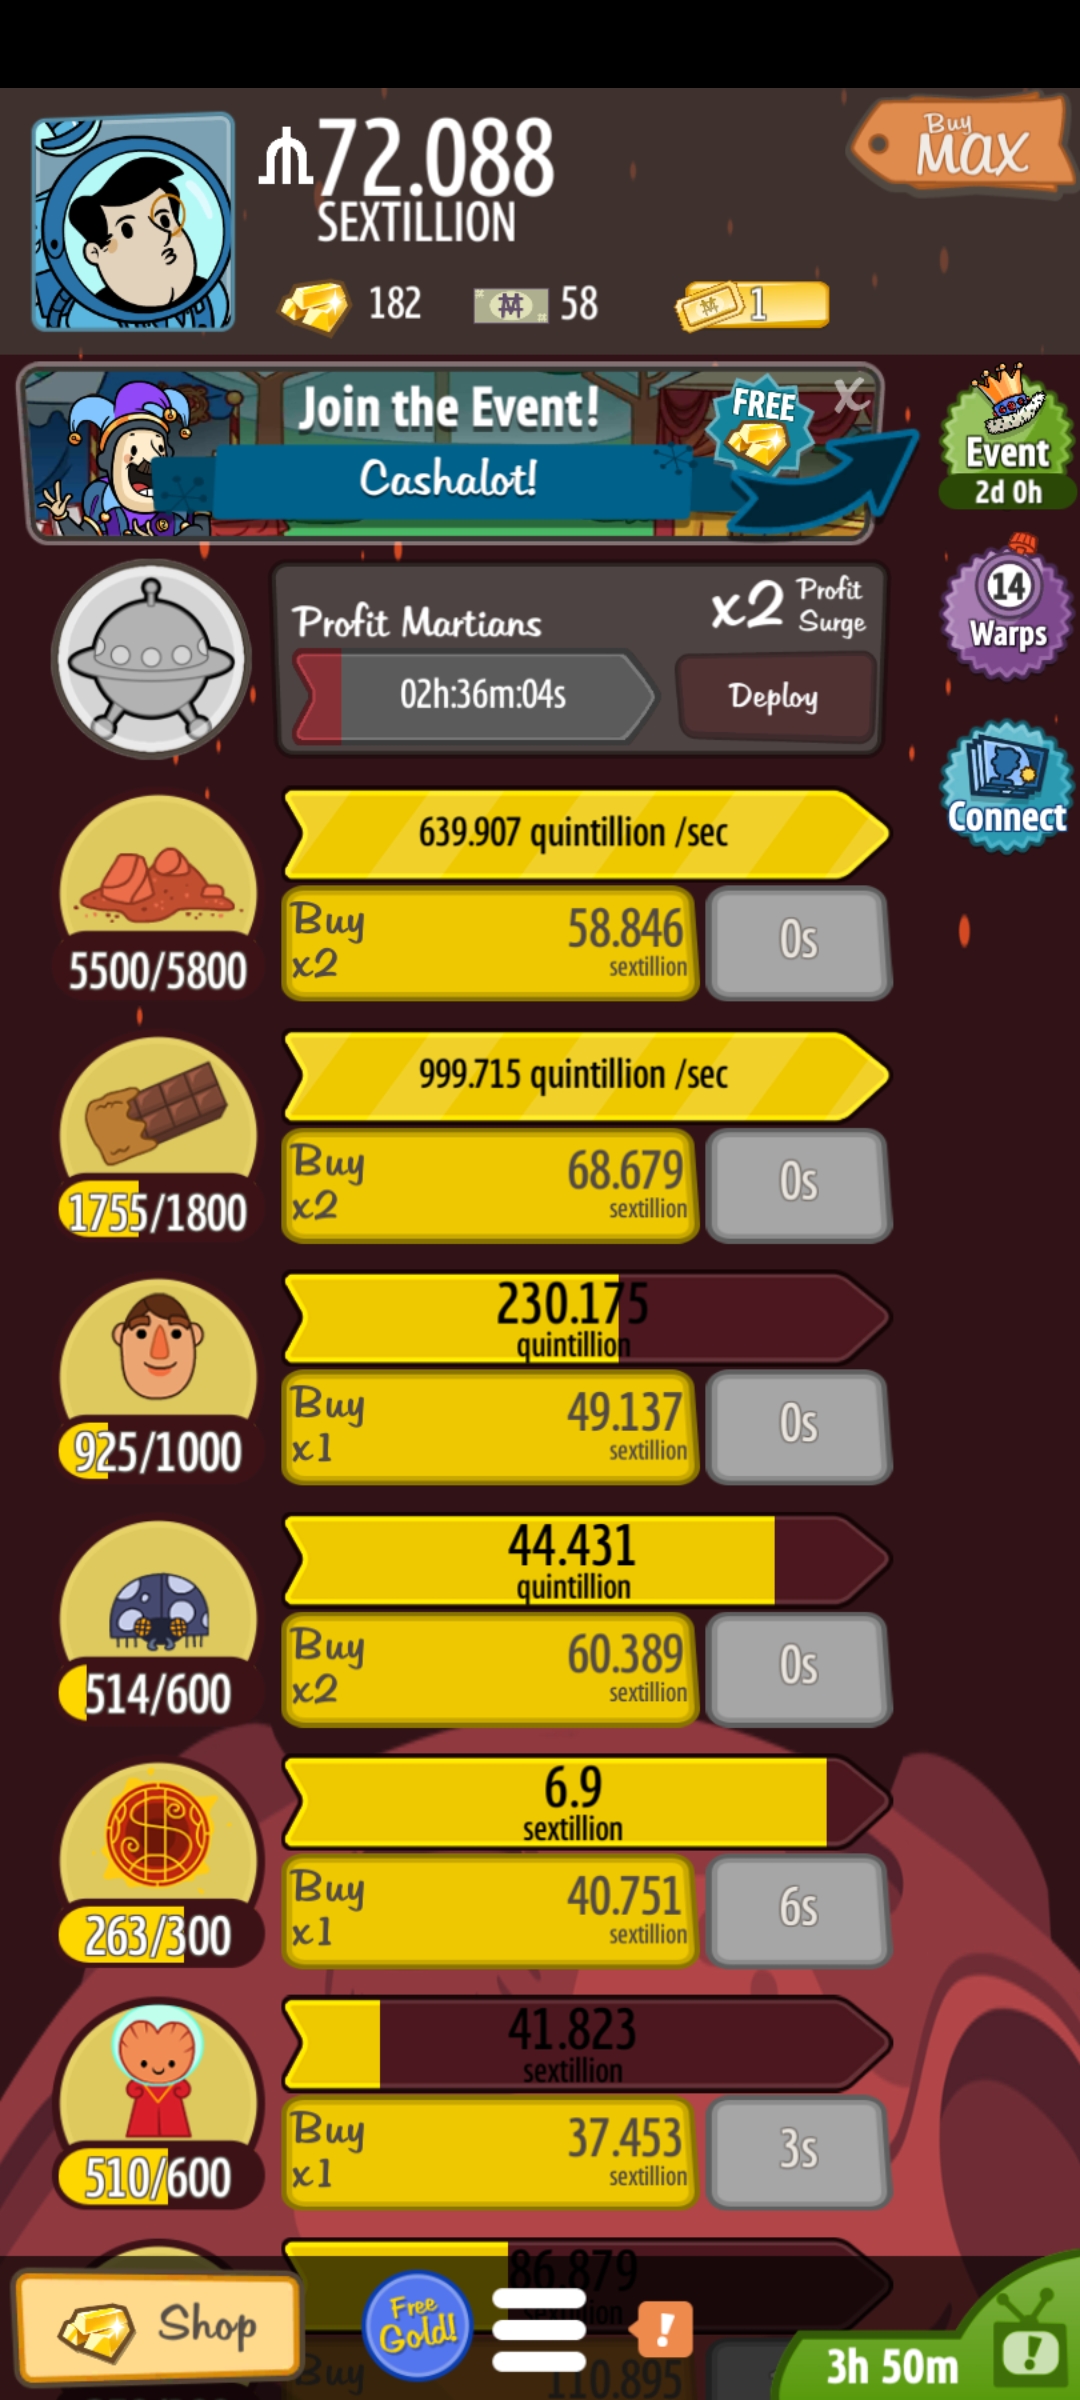 72.088
SEXTILLION
Buy
MAX
182
58
1
Join the Event!
Cashalot!
FREE
X
Event
2d 0h
Profit Martians
x2 Profit Surge
02h:36m:04s
Deploy
14
Warps
Connect
639.907 quintillion /sec
5500/5800
Buy
x2
58.846
sextillion
0s
999.715 quintillion /sec
1755/1800
Buy
x2
68.679
sextillion
0s
230.175
quintillion
925/1000
Buy
x1
49.137
sextillion
0s
44.431
quintillion
514/600
Buy
x2
60.389
sextillion
0s
6.9
sextillion
263/300
Buy
x1
40.751
sextillion
6s
41.823
sextillion
510/600
Buy
x1
37.453
sextillion
3s
86.879
sextillion
Shop
Free
Gold!
!
Buy
110.895
3h 50m
!